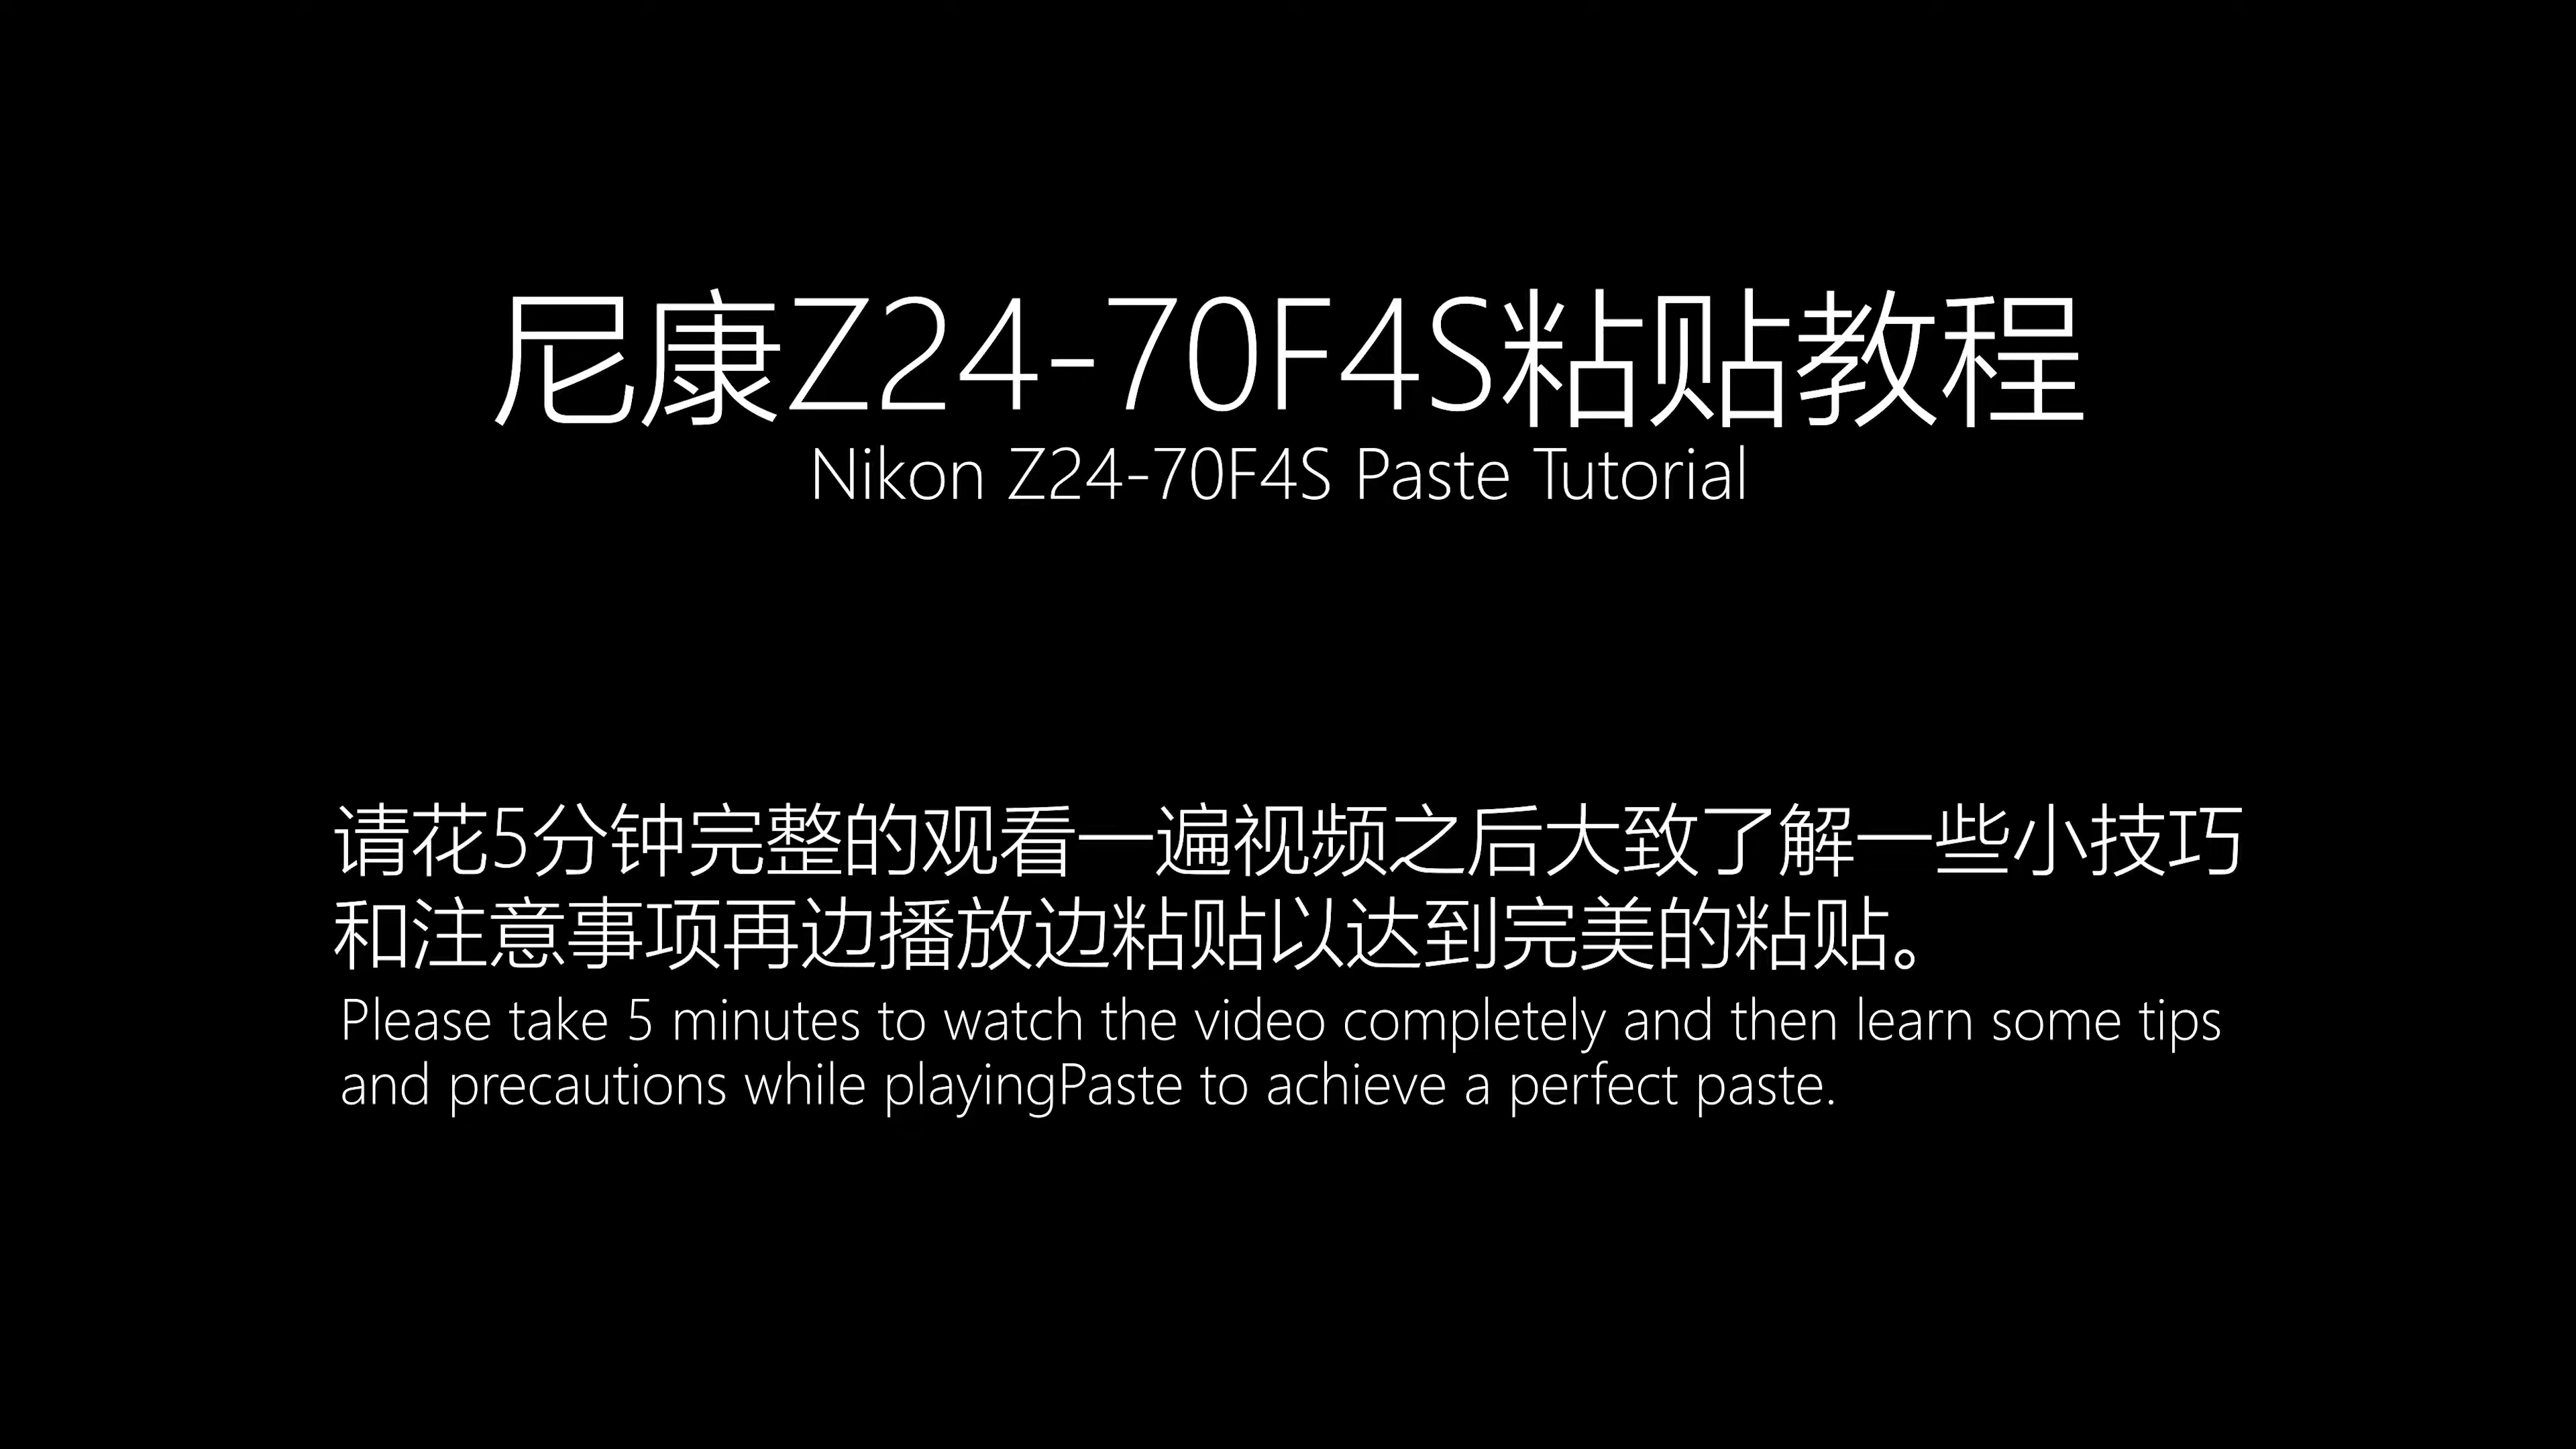 尼康Z24-70F4S粘贴教程
Nikon Z24-70F4S Paste Tutorial
请花5分钟完整的观看一遍视频之后大致了解一些小技巧
和注意事项再边播放边粘贴以达到完美的粘贴。
Please take 5 minutes to watch the video completely and then learn some tips
and precautions while playingPaste to achieve a perfect paste.